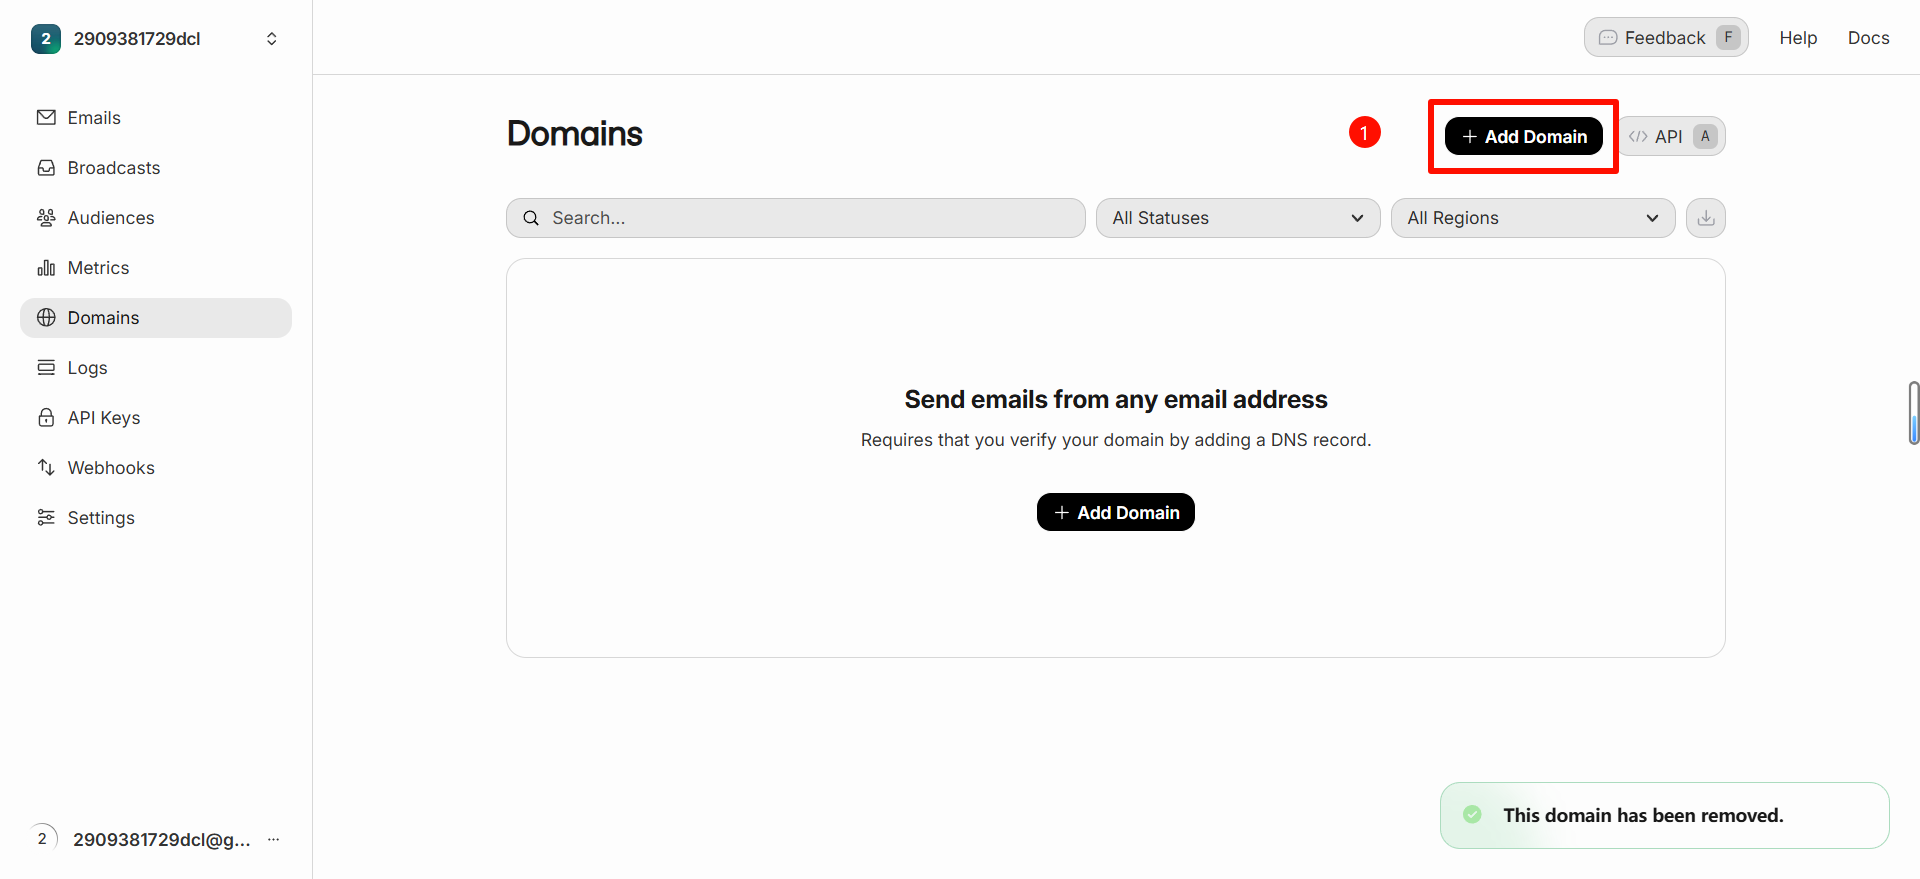 2 2909381729dcl
Feedback F Help Docs
Emails
Broadcasts
Audiences
Metrics
Domains
Logs
API Keys
Webhooks
Settings
Domains
1
Add Domain
API A
Search...
All Statuses
All Regions
Send emails from any email address
Requires that you verify your domain by adding a DNS record.
Add Domain
2 2909381729dcl@g... ...
This domain has been removed.